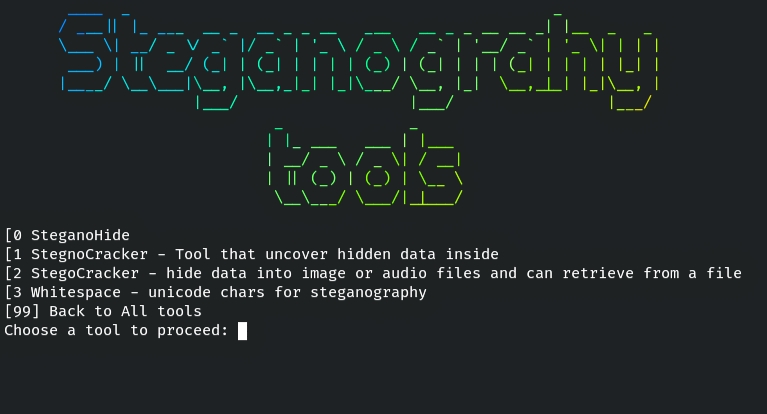 Steganograhy
tools
[0 SteganoHide
[1 StegnoCracker - Tool that uncover hidden data inside
[2 StegoCracker - hide data into image or audio files and can retrieve from a file
[3 Whitespace - unicode chars for steganography
[99] Back to All tools
Choose a tool to proceed: